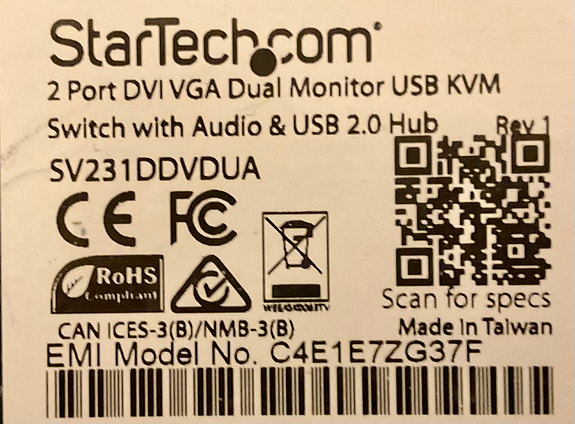 StarTech.com
2 Port DVI VGA Dual Monitor USB KVM
Switch with Audio & USB 2.0 Hub Rev 1
SV231DDVDUA
CE FC
RoHS
Compliant
Scan for specs
CAN ICES-3(B)/NMB-3(B) Made In Taiwan
EMI Model No. C4E1E7ZG37F